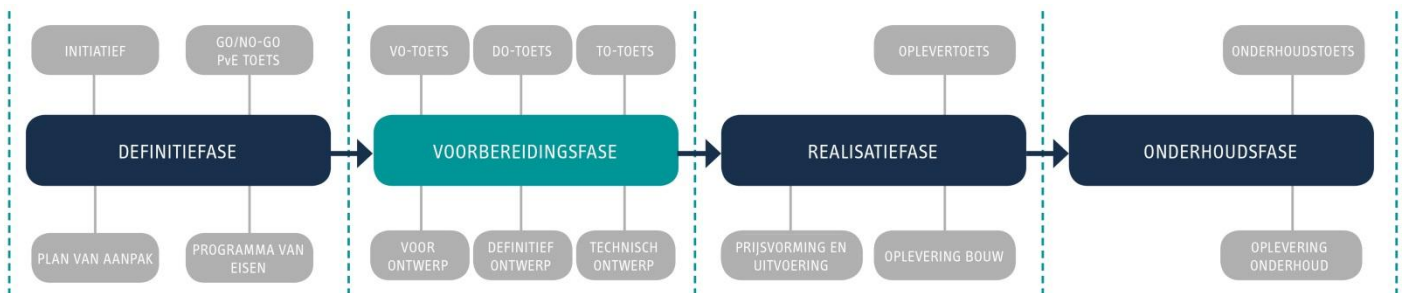 INITIATIEF
GO/NO-GO
PvE TOETS
VO-TOETS
DO-TOETS
TO-TOETS
OPLEVERTOETS
ONDERHOUDSTOETS
DEFINITIEFASE
VOORBEREIDINGSFASE
REALISATIEFASE
ONDERHOUDSFASE
PLAN VAN AANPAK
PROGRAMMA VAN
EISEN
VOOR
ONTWERP
DEFINITIEF
ONTWERP
TECHNISCH
ONTWERP
PRIJSVORMING EN
UITVOERING
OPLEVERING BOUW
OPLEVERING
ONDERHOUD